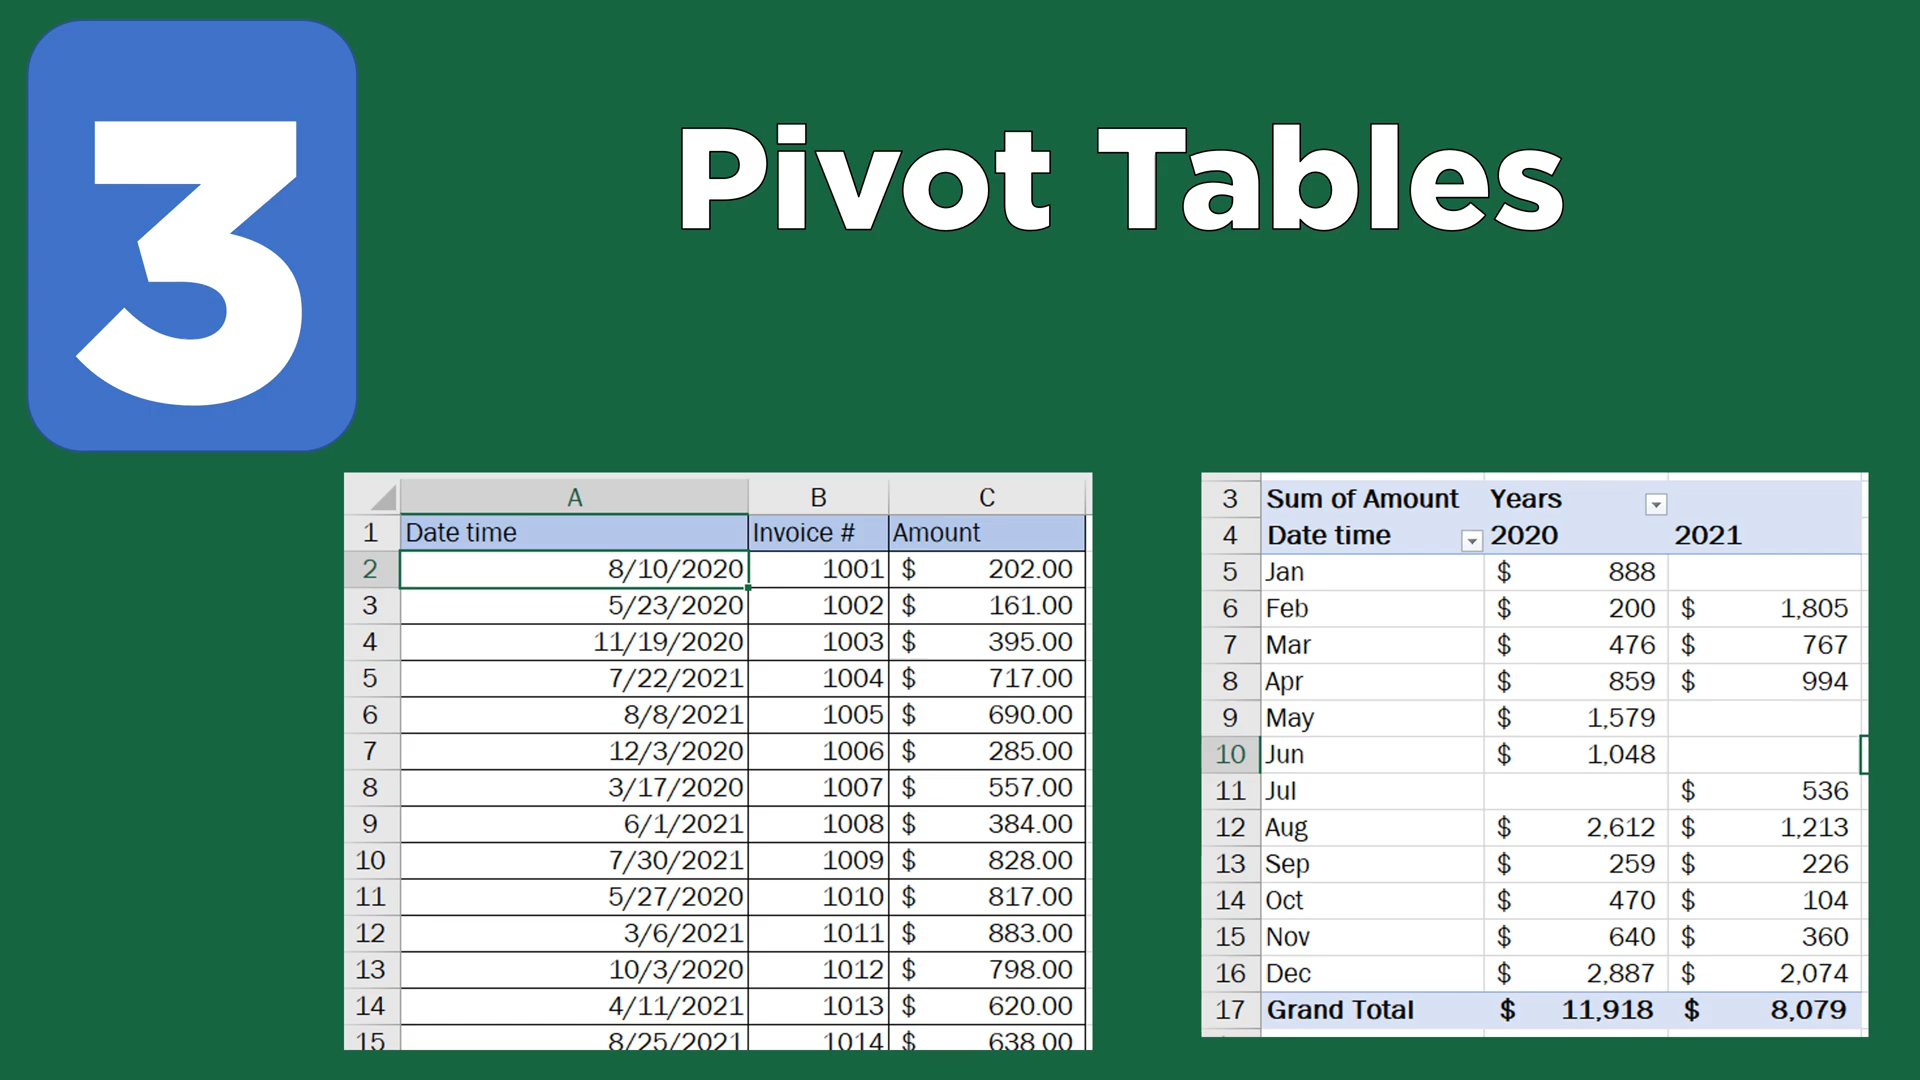 3
Pivot Tables
A B C
1 Date time Invoice # Amount
2 8/10/2020 1001 $ 202.00
3 5/23/2020 1002 $ 161.00
4 11/19/2020 1003 $ 395.00
5 7/22/2021 1004 $ 717.00
6 8/8/2021 1005 $ 690.00
7 12/3/2020 1006 $ 285.00
8 3/17/2020 1007 $ 557.00
9 6/1/2021 1008 $ 384.00
10 7/30/2021 1009 $ 828.00
11 5/27/2020 1010 $ 817.00
12 3/6/2021 1011 $ 883.00
13 10/3/2020 1012 $ 798.00
14 4/11/2021 1013 $ 620.00
15 8/25/2021 1014 $ 638.00
3 Sum of Amount Years
4 Date time 2020 2021
5 Jan $ 888
6 Feb $ 200 $ 1,805
7 Mar $ 476 $ 767
8 Apr $ 859 $ 994
9 May $ 1,579
10 Jun $ 1,048
11 Jul $ 536
12 Aug $ 2,612 $ 1,213
13 Sep $ 259 $ 226
14 Oct $ 470 $ 104
15 Nov $ 640 $ 360
16 Dec $ 2,887 $ 2,074
17 Grand Total $ 11,918 $ 8,079